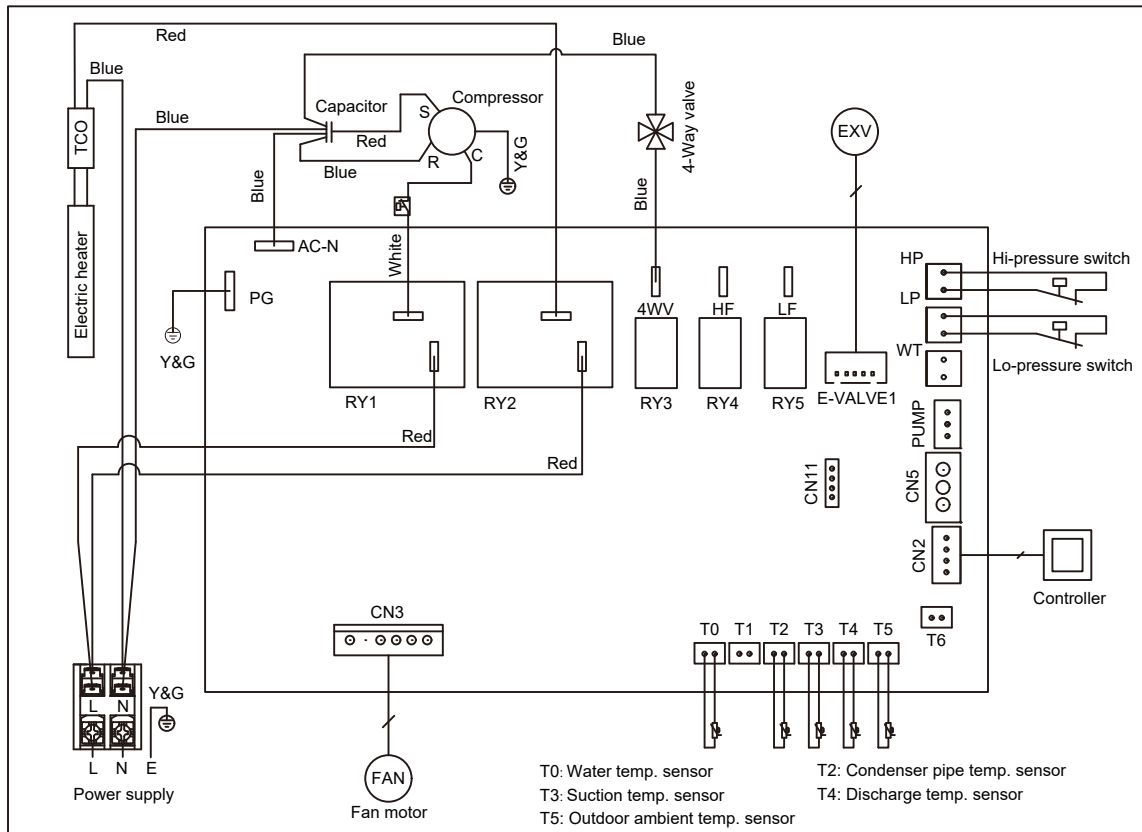 Red
Blue
Blue
Blue
Capacitor
Compressor
S
Red
R
C
Blue
Y&G
4-Way valve
EXV
TCO
Electric heater
Blue
Blue
AC-N
White
PG
Y&G
HP
Hi-pressure switch
LP
4WV
HF
LF
WT
Lo-pressure switch
RY1
RY2
RY3
RY4
RY5
E-VALVE1
PUMP
Red
Red
CN11
CN5
CN2
Controller
CN3
T0
T1
T2
T3
T4
T5
T6
L
N
Y&G
L
N
E
Power supply
FAN
Fan motor
T0: Water temp. sensor
T2: Condenser pipe temp. sensor
T3: Suction temp. sensor
T4: Discharge temp. sensor
T5: Outdoor ambient temp. sensor